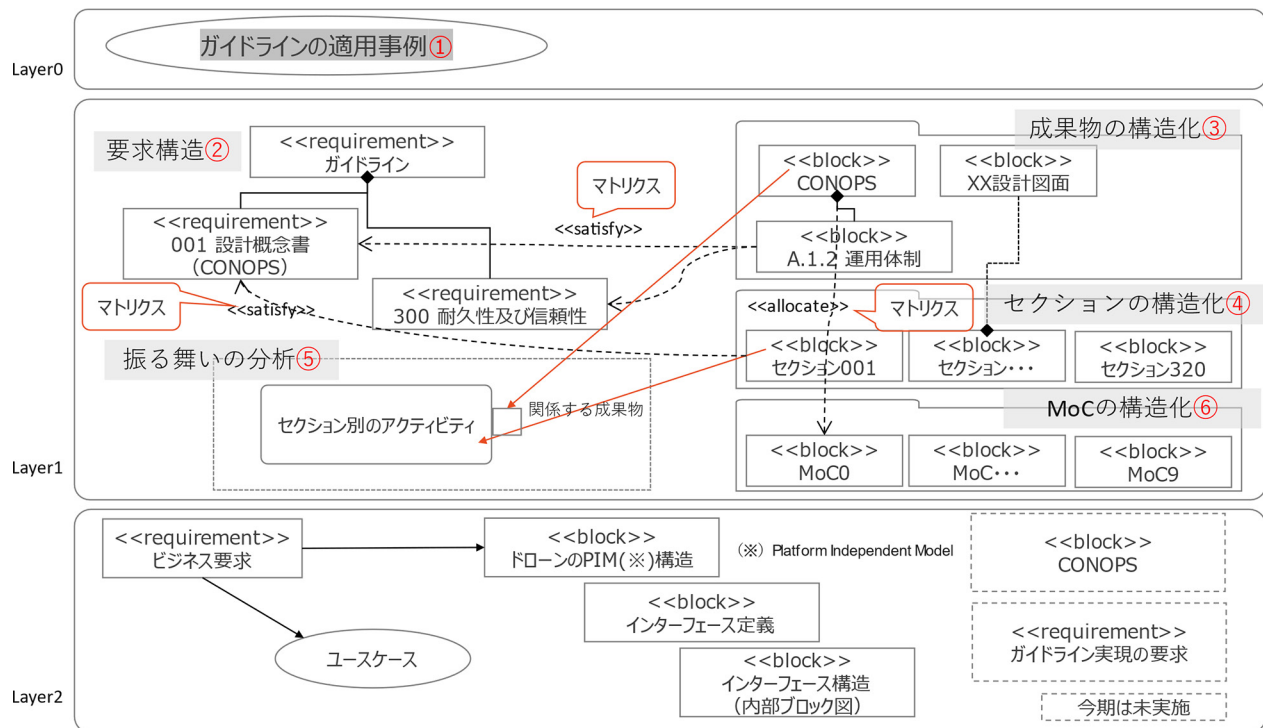 Layer0
ガイドラインの適用事例①
Layer1
要求構造②
<<requirement>>
ガイドライン
<<requirement>>
001 設計概念書
（CONOPS）
<<requirement>>
300 耐久性及び信頼性
マトリクス
<<satisfy>>
マトリクス
<<satisfy>>
成果物の構造化③
<<block>>
CONOPS
<<block>>
XX設計図面
<<block>>
A.1.2 運用体制
セクションの構造化④
<<allocate>>
マトリクス
<<block>>
セクション001
<<block>>
セクション・・・
<<block>>
セクション320
振る舞いの分析⑤
セクション別のアクティビティ
関係する成果物
MoCの構造化⑥
<<block>>
MoC0
<<block>>
MoC・・・
<<block>>
MoC9
Layer2
<<requirement>>
ビジネス要求
<<block>>
ドローンのPIM(※)構造
（※）Platform Independent Model
<<block>>
インターフェース定義
ユースケース
<<block>>
インターフェース構造
（内部ブロック図）
<<block>>
CONOPS
<<requirement>>
ガイドライン実現の要求
今期は未実施